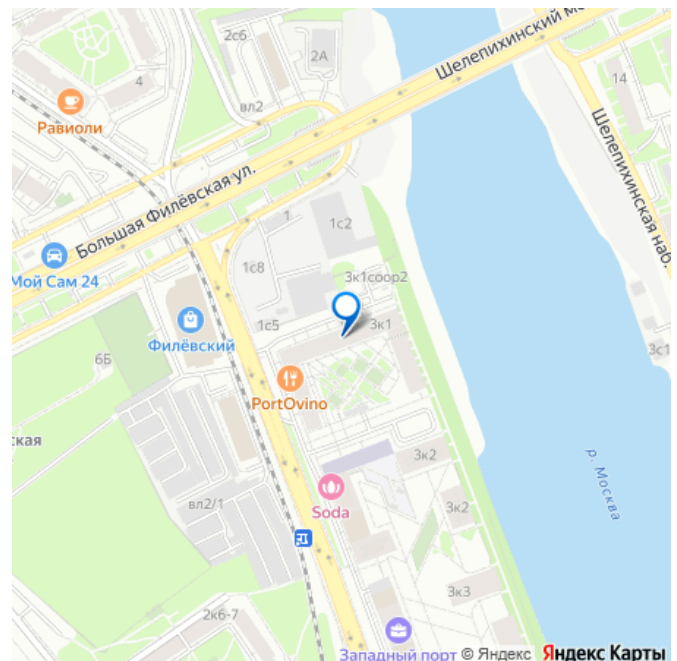 2с6
2А
Шелепихинский мо
4
вл2
14
Равиоли
Шелепихинская наб.
Большая Филёвская ул.
1
1с2
Мой Сам 24
1с8
3к1соор2
1с5
3к1
Филёвский
3с1
6Б
PortOvino
ская
3к2
р. Москва
вл2/1
Soda
3к2
3к3
2к6-7
Западный порт
© Яндекс Яндекс Карты